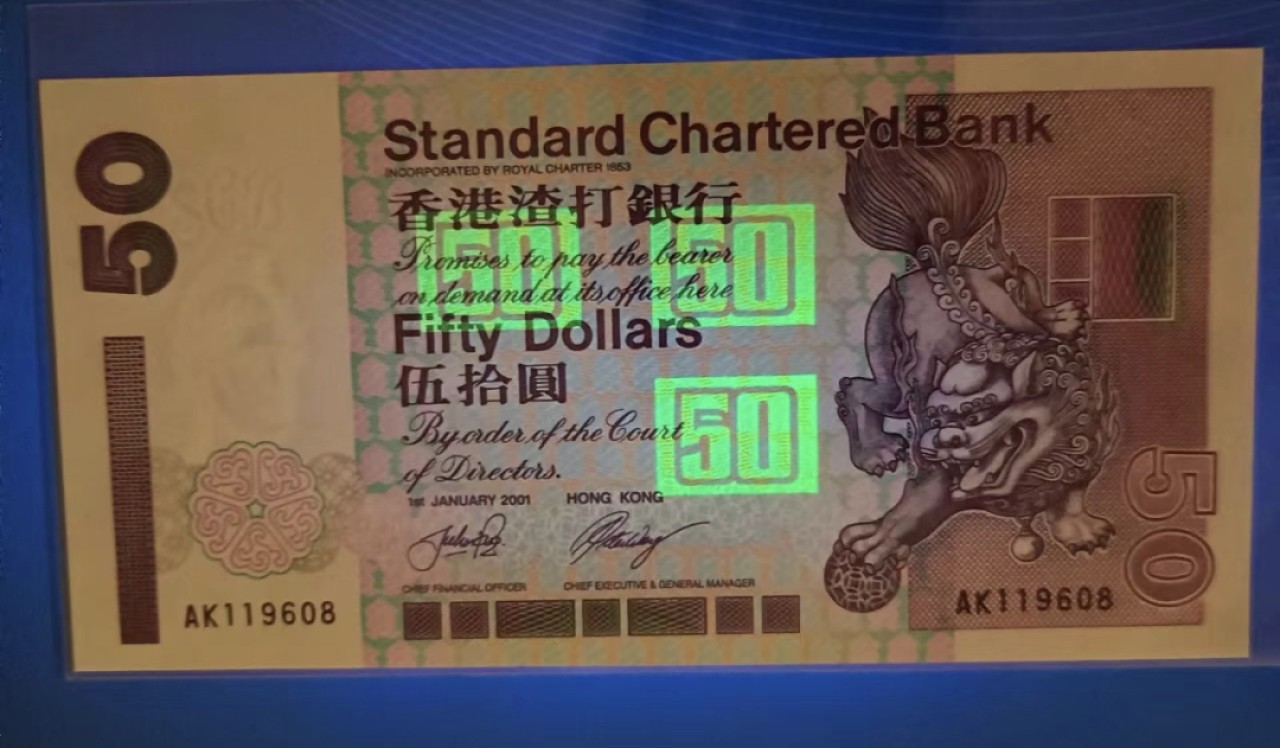 50
Standard Chartered Bank
INCORPORATED BY ROYAL CHARTER 1853
香港渣打銀行
Promises to pay the bearer
on demand at its office here
50 50
Fifty Dollars
伍拾圓
By order of the Court
of Directors.
50
1st JANUARY 2001 HONG KONG
CHIEF FINANCIAL OFFICER CHIEF EXECUTIVE & GENERAL MANAGER
AK119608
AK119608
50